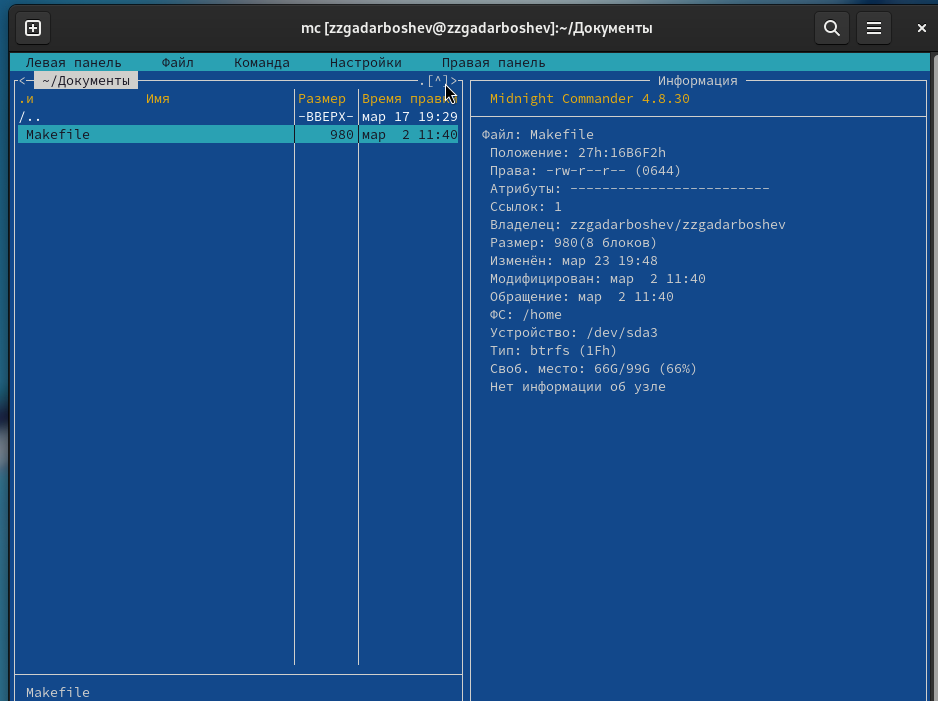 mc [zzgadarboshev@zzgadarboshev]:~/Документы
Левая панель Файл Команда Настройки Правая панель
<─ ~/Документы .[^]>
.и Имя Размер Время прав
/.. -ВВЕРХ- мар 17 19:29
Makefile 980 мар  2 11:40
Makefile
Информация
Midnight Commander 4.8.30
Файл: Makefile
Положение: 27h:16B6F2h
Права: -rw-r--r-- (0644)
Атрибуты: -------------------------
Ссылок: 1
Владелец: zzgadarboshev/zzgadarboshev
Размер: 980(8 блоков)
Изменён: мар 23 19:48
Модифицирован: мар  2 11:40
Обращение: мар  2 11:40
ФС: /home
Устройство: /dev/sda3
Тип: btrfs (1Fh)
Своб. место: 66G/99G (66%)
Нет информации об узле